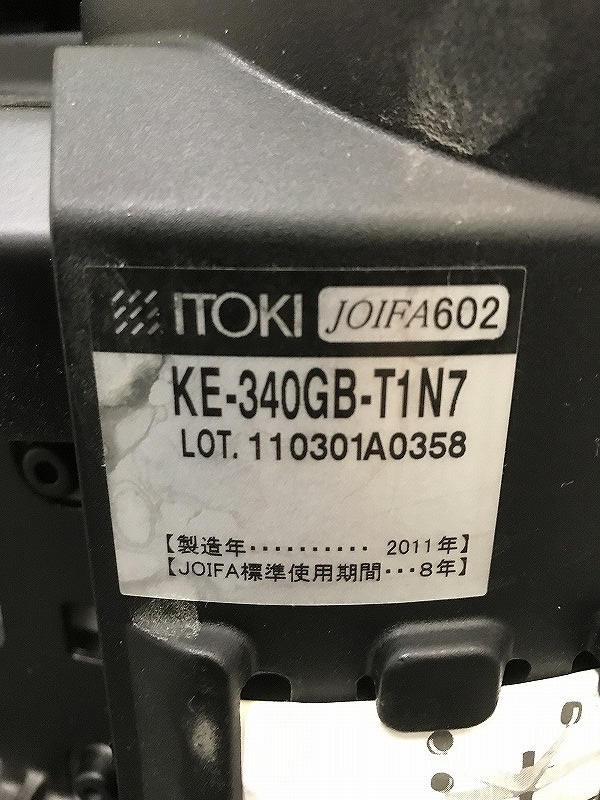 ITOKI JOIFA602
KE-340GB-T1N7
LOT. 110301A0358
【製造年・・・・・・・・・・ 2011年】
【JOIFA標準使用期間・・・8年】